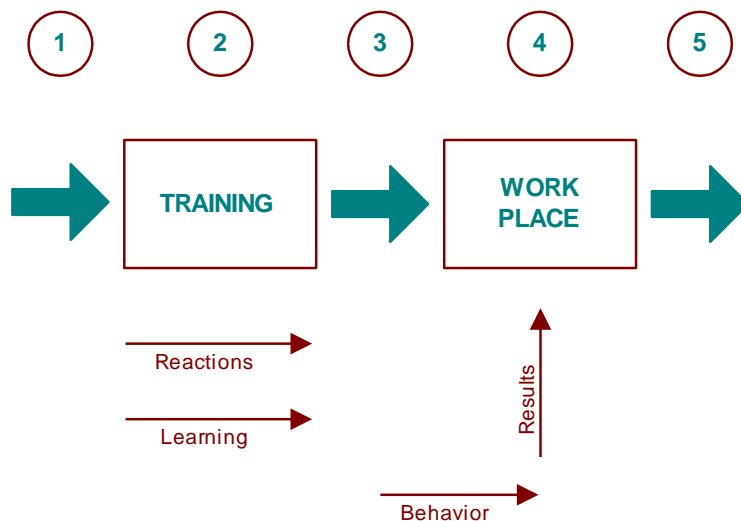 1
2
3
4
5
TRAINING
WORK
PLACE
Reactions
Learning
Results
Behavior